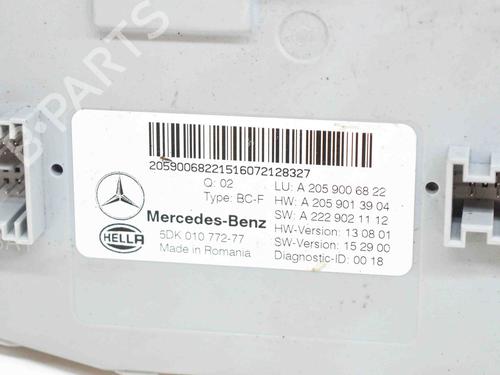 B-PARTS
20590068221516072128327
Q: 02
Type: BC-F
LU: A 205 900 68 22
HW: A 205 901 39 04
SW: A 222 902 11 12
HW-Version: 13 08 01
SW-Version: 15 29 00
Diagnostic-ID: 00 18
Mercedes-Benz
HELLA
5DK 010 772-77
Made in Romania